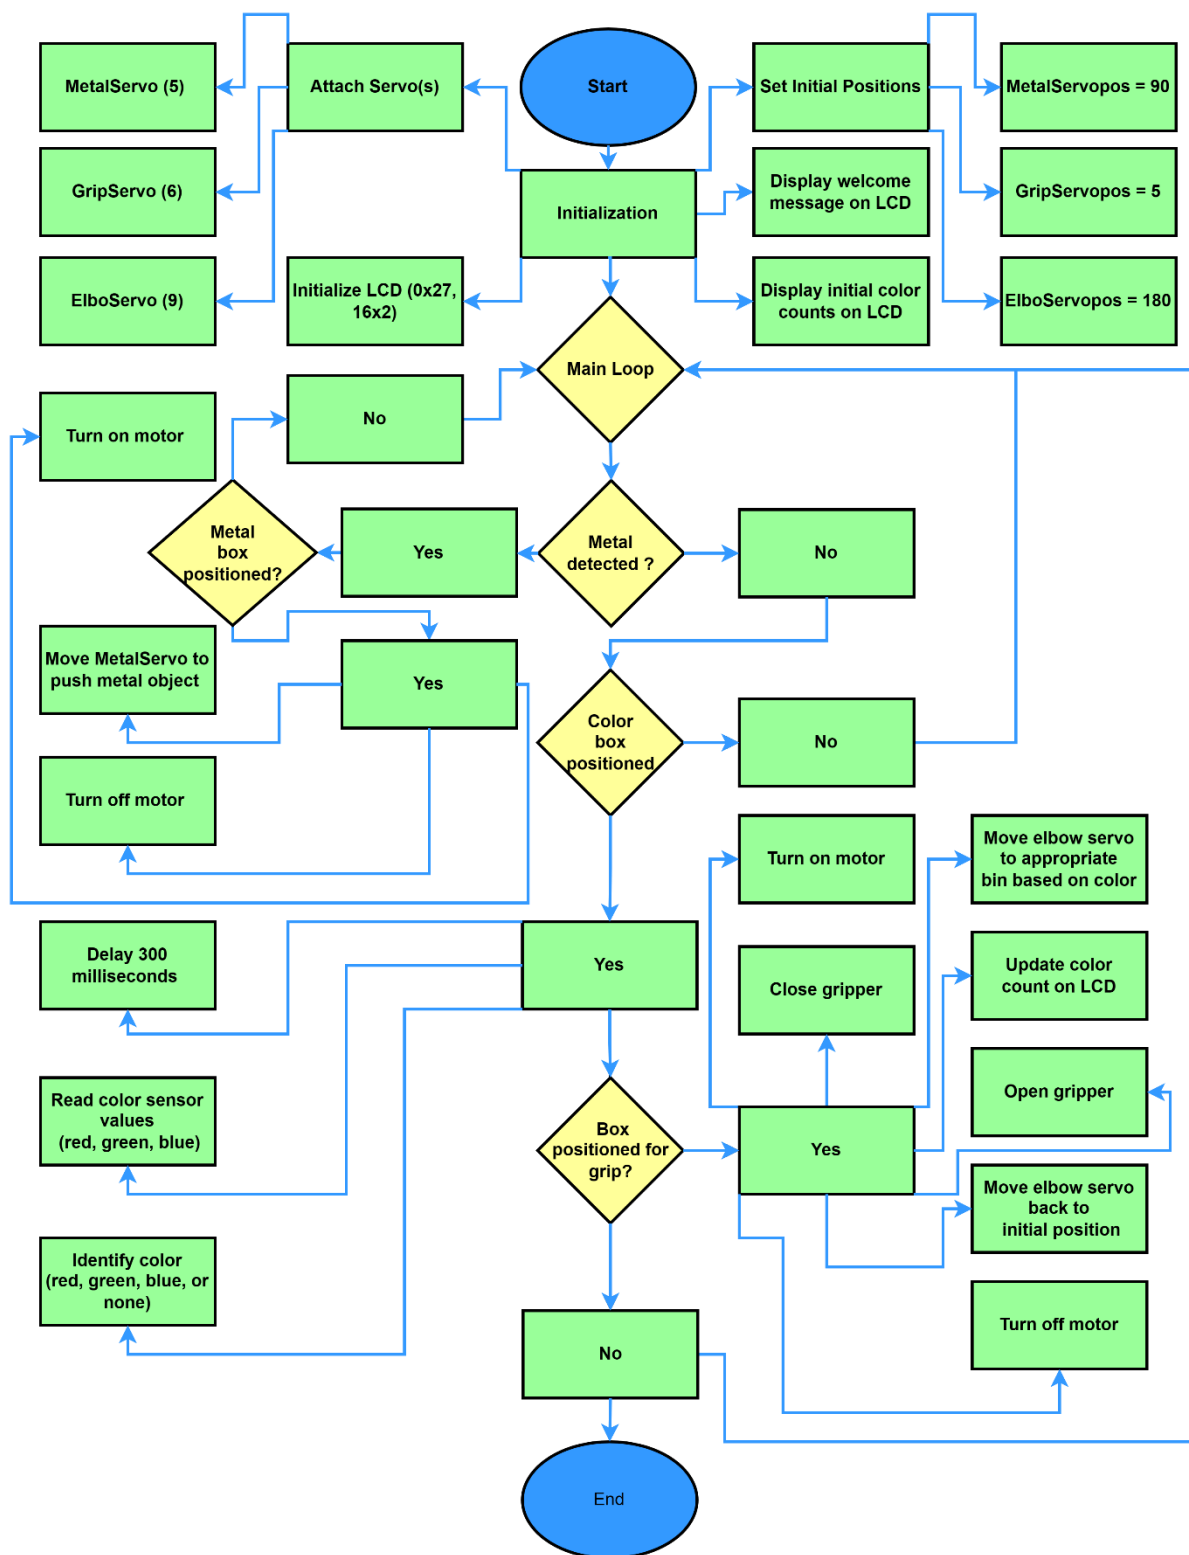 MetalServo (5)
Attach Servo(s)
Start
Set Initial Positions
MetalServopos = 90
GripServo (6)
Initialization
Display welcome
message on LCD
GripServopos = 5
ElboServo (9)
Initialize LCD (0x27,
16x2)
Display initial color
counts on LCD
ElboServopos = 180
Main Loop
Turn on motor
No
Metal
box
positioned?
Yes
Metal
detected ?
No
Move MetalServo to
push metal object
Yes
Color
box
positioned
No
Turn off motor
Turn on motor
Move elbow servo
to appropriate
bin based on color
Delay 300
milliseconds
Yes
Close gripper
Update color
count on LCD
Read color sensor
values
(red, green, blue)
Box
positioned for
grip?
Yes
Open gripper
Move elbow servo
back to
initial position
Identify color
(red, green, blue, or
none)
No
Turn off motor
End